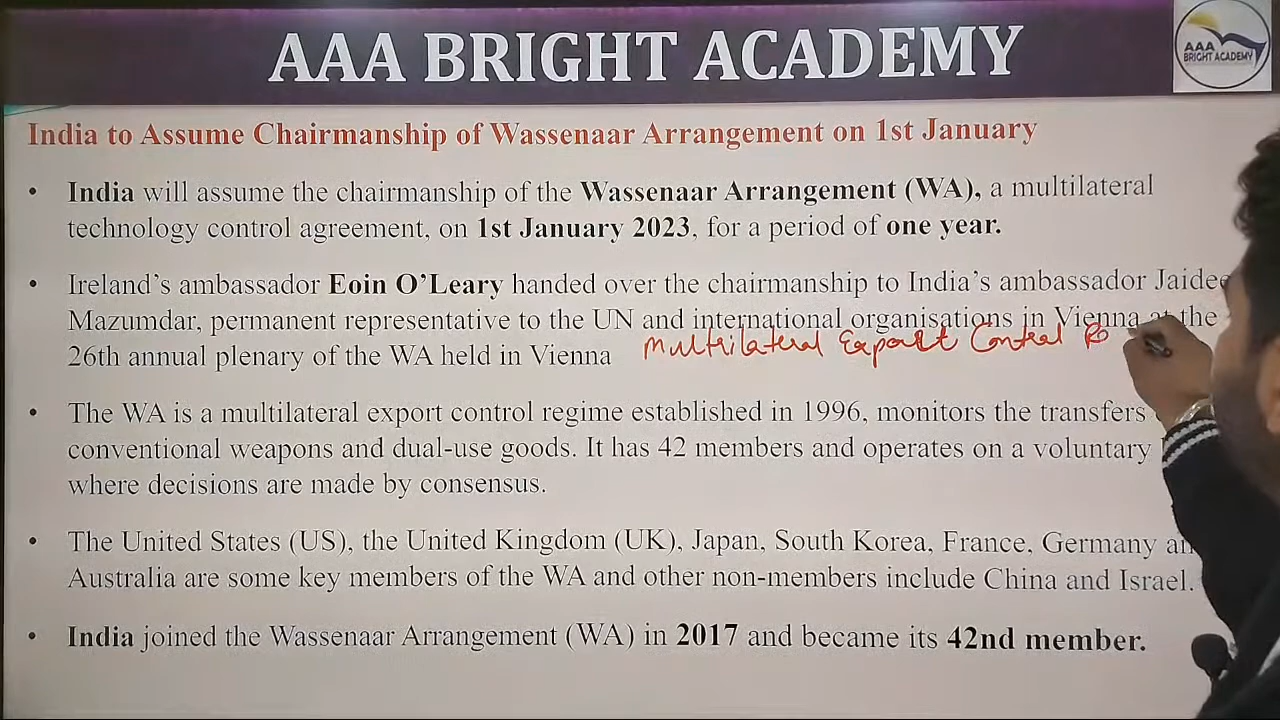 AAA BRIGHT ACADEMY
AAA
BRIGHT ACADEMY
India to Assume Chairmanship of Wassenaar Arrangement on 1st January
• India will assume the chairmanship of the Wassenaar Arrangement (WA), a multilateral
technology control agreement, on 1st January 2023, for a period of one year.
• Ireland's ambassador Eoin O'Leary handed over the chairmanship to India's ambassador Jaidee
Mazumdar, permanent representative to the UN and international organisations in Vienna at the
26th annual plenary of the WA held in Vienna
Multilateral Export Control
• The WA is a multilateral export control regime established in 1996, monitors the transfers
conventional weapons and dual-use goods. It has 42 members and operates on a voluntary
where decisions are made by consensus.
• The United States (US), the United Kingdom (UK), Japan, South Korea, France, Germany an
Australia are some key members of the WA and other non-members include China and Israel.
• India joined the Wassenaar Arrangement (WA) in 2017 and became its 42nd member.